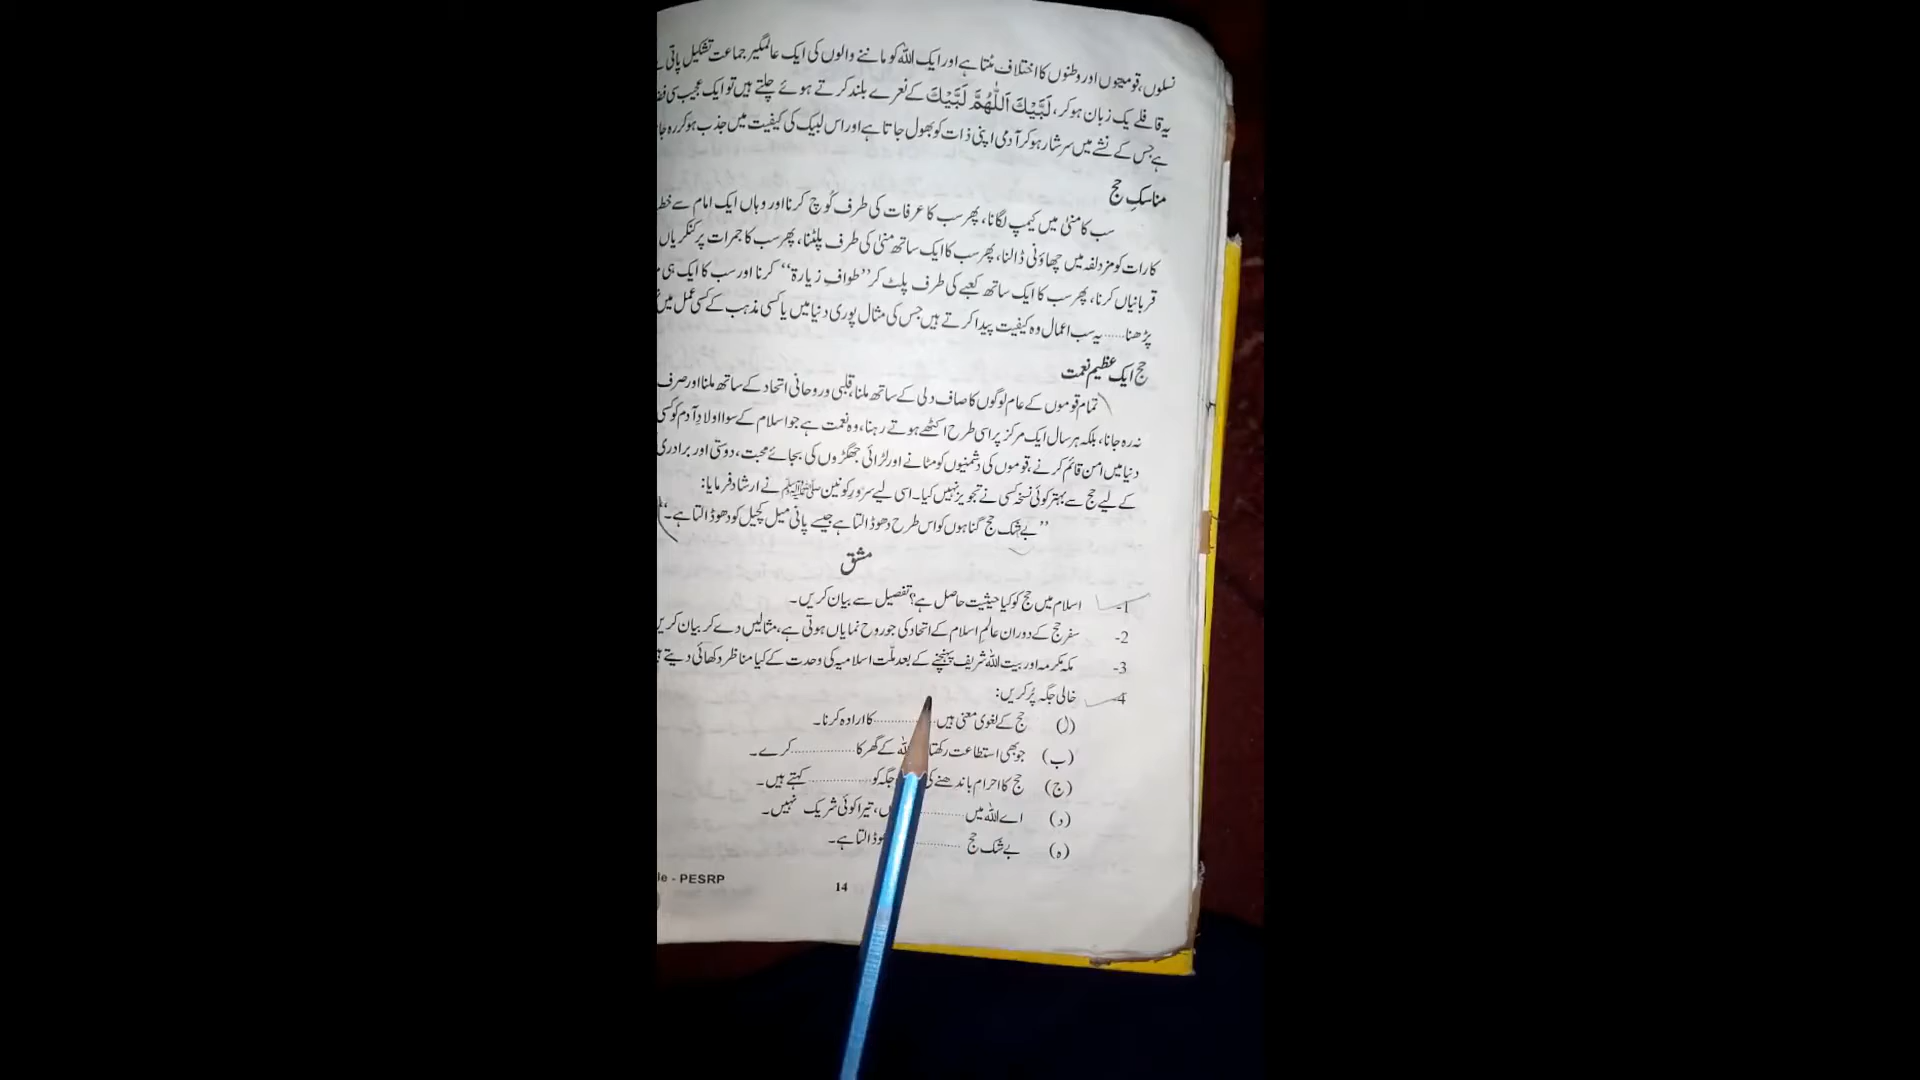 نسلوں، قومیتوں اور وطنوں کا اختلاف مٹتا ہے اور ایک اللہ کو ماننے والوں کی ایک عالمگیر جماعت تشکیل پاتی
یہ قافلے یک زبان ہو کر، لَبَّيْكَ اَللّٰهُمَّ لَبَّيْكَ کے نعرے بلند کرتے ہوئے چلتے ہیں تو ایک عجیب سی
ہے جس کے نشے میں سرشار ہو کر آدمی اپنی ذات کو بھول جاتا ہے اور اس لبیک کی کیفیت میں جذب ہو کر رہ
مناسکِ حج
سب کا منیٰ میں کیمپ لگانا، پھر سب کا عرفات کی طرف کُوچ کرنا اور وہاں ایک امام سے
کا رات کو مزدلفہ میں چھاؤنی ڈالنا، پھر سب کا ایک ساتھ منیٰ کی طرف پلٹنا، پھر سب کا جمرات پر کنکریاں
قربانیاں کرنا، پھر سب کا ایک ساتھ کعبے کی طرف پلٹ کر ’’طوافِ زیارۃ‘‘ کرنا اور سب کا ایک ہی
پڑھنا...... یہ سب اعمال وہ کیفیت پیدا کرتے ہیں جس کی مثال پوری دنیا میں یا کسی مذہب کے کسی عمل میں
حج ایک عظیم نعمت
تمام قوموں کے عام لوگوں کا صاف دلی کے ساتھ ملنا، قلبی و روحانی اتحاد کے ساتھ ملنا اور صرف
نہ رہ جانا، بلکہ ہر سال ایک مرکز پر اسی طرح اکٹھے ہوتے رہنا، وہ نعمت ہے جو اسلام کے سوا اولادِ آدم کو کسی
دنیا میں امن قائم کرنے، قوموں کی دشمنیوں کو مٹانے اور لڑائی جھگڑوں کی بجائے محبت، دوستی اور برادری
کے لیے حج سے بہتر کوئی نسخہ کسی نے تجویز نہیں کیا۔ اسی لیے سرورِ کونین ﷺ نے ارشاد فرمایا:
’’بے شک حج گناہوں کو اس طرح دھو ڈالتا ہے جیسے پانی میل کچیل کو دھو ڈالتا ہے۔‘‘
مشق
1- اسلام میں حج کو کیا حیثیت حاصل ہے؟ تفصیل سے بیان کریں۔
2- سفرِ حج کے دوران عالمِ اسلام کے اتحاد کی جو روح نمایاں ہوتی ہے، مثالیں دے کر بیان کریں
3- مکہ مکرمہ اور بیت اللہ شریف پہنچنے کے بعد ملّت اسلامیہ کی وحدت کے کیا مناظر دکھائی دیتے
4- خالی جگہ پُر کریں:
(ل) حج کے لغوی معنی ہیں .............. کا ارادہ کرنا۔
(ب) جو بھی استطاعت رکھتا اللہ کے گھر کا .............. کرے۔
(ج) حج کا احرام باندھنے کی جگہ کو .............. کہتے ہیں۔
(د) اے اللہ میں .......... تیرا کوئی شریک نہیں۔
(ہ) بے شک حج .......... ڈالتا ہے۔
PESRP
14